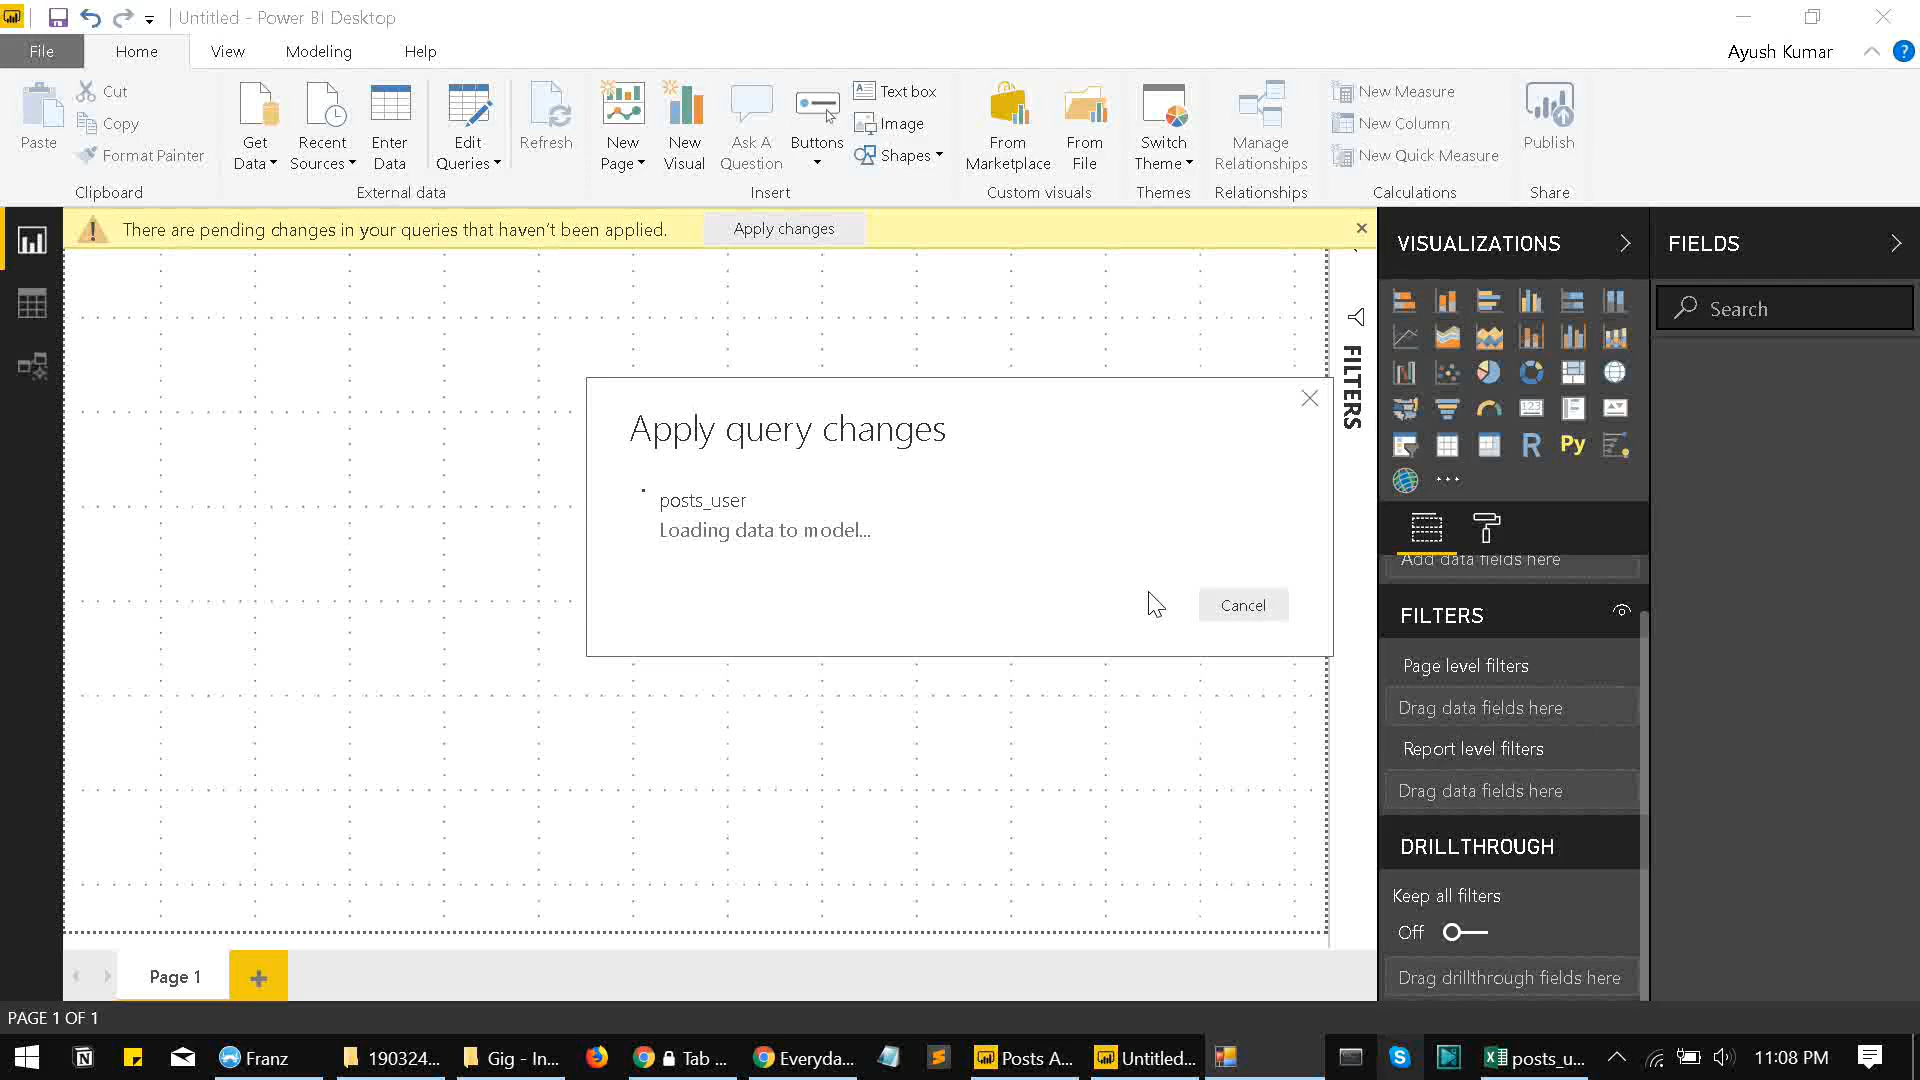 Untitled - Power BI Desktop
File Home View Modeling Help Ayush Kumar ?
Paste
Cut
Copy
Format Painter
Clipboard
Get Data
Recent Sources
Enter Data
Edit Queries
Refresh
External data
New Page
New Visual
Ask A Question
Buttons
Text box
Image
Shapes
Insert
From Marketplace
From File
Custom visuals
Switch Theme
Themes
Manage Relationships
Relationships
New Measure
New Column
New Quick Measure
Calculations
Publish
Share
There are pending changes in your queries that haven't been applied. Apply changes
FILTERS
Apply query changes
posts_user
Loading data to model...
Cancel
VISUALIZATIONS
123
R Py
Add data fields here
FILTERS
Page level filters
Drag data fields here
Report level filters
Drag data fields here
DRILLTHROUGH
Keep all filters
Off
Drag drillthrough fields here
FIELDS
Search
Page 1
PAGE 1 OF 1
Franz 190324... Gig - In... Tab ... Everyda... Posts A... Untitled... posts_u... 11:08 PM